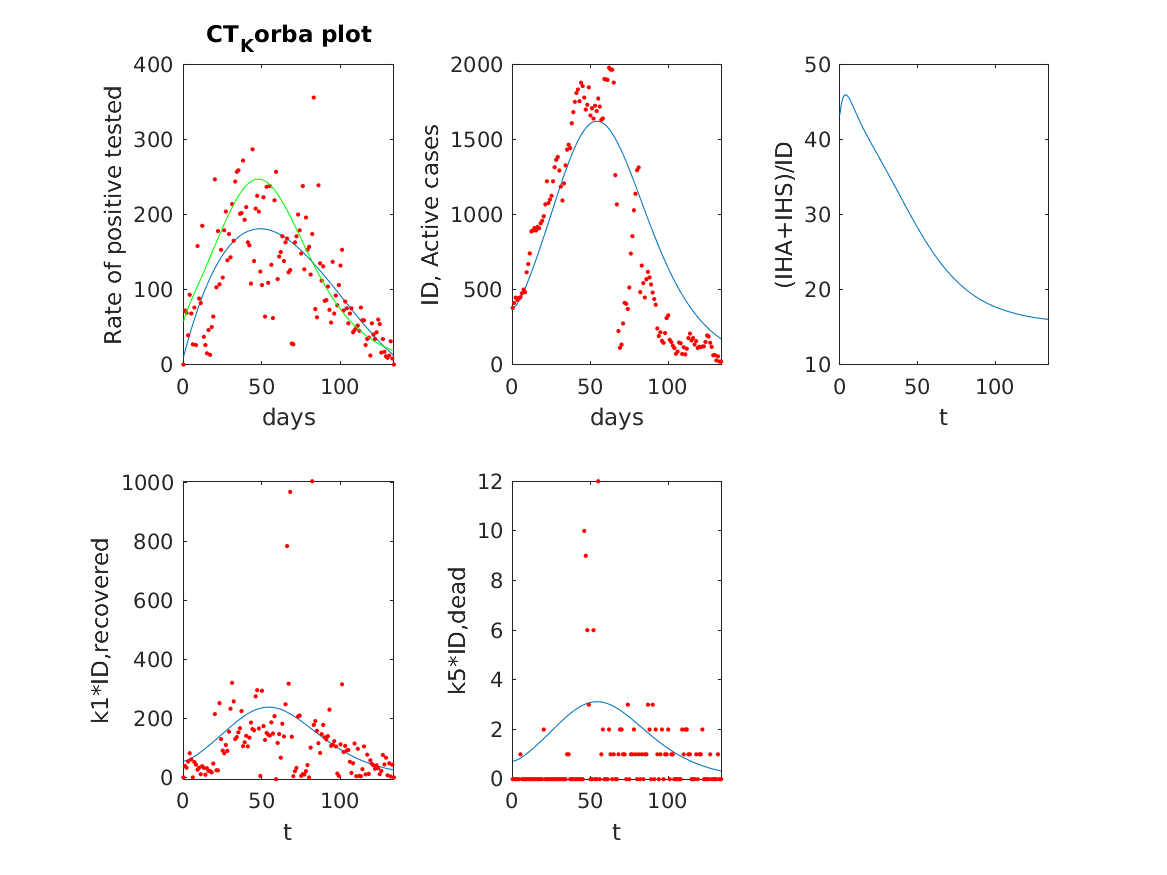 CT_Korba plot
400
300
200
100
0
Rate of positive tested
0 50 100
days
2000
1500
1000
500
0
ID, Active cases
0 50 100
days
50
40
30
20
10
(IHA+IHS)/ID
0 50 100
t
1000
800
600
400
200
0
k1*ID,recovered
0 50 100
t
12
10
8
6
4
2
0
k5*ID,dead
0 50 100
t